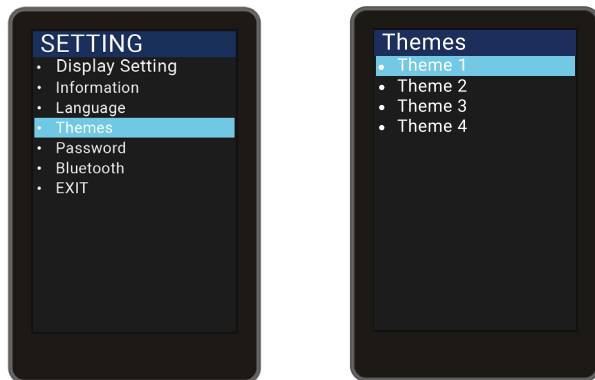 SETTING
• Display Setting
• Information
• Language
• Themes
• Password
• Bluetooth
• EXIT
Themes
• Theme 1
• Theme 2
• Theme 3
• Theme 4